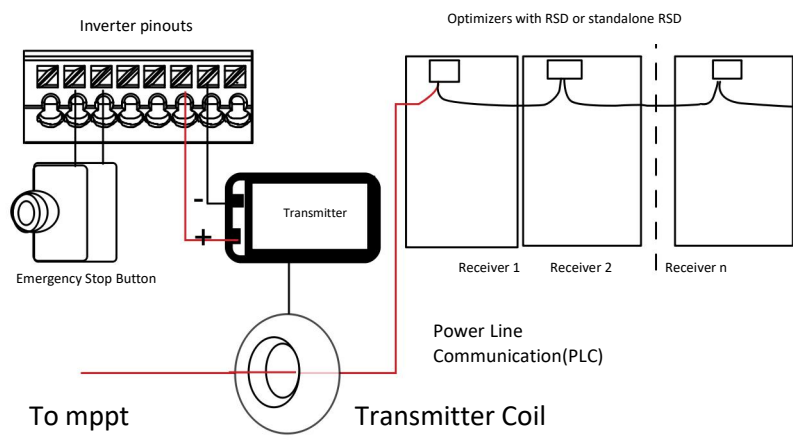 Inverter pinouts
Optimizers with RSD or standalone RSD
-
Transmitter
+
Emergency Stop Button
Receiver 1
Receiver 2
Receiver n
Power Line
Communication(PLC)
To mppt
Transmitter Coil